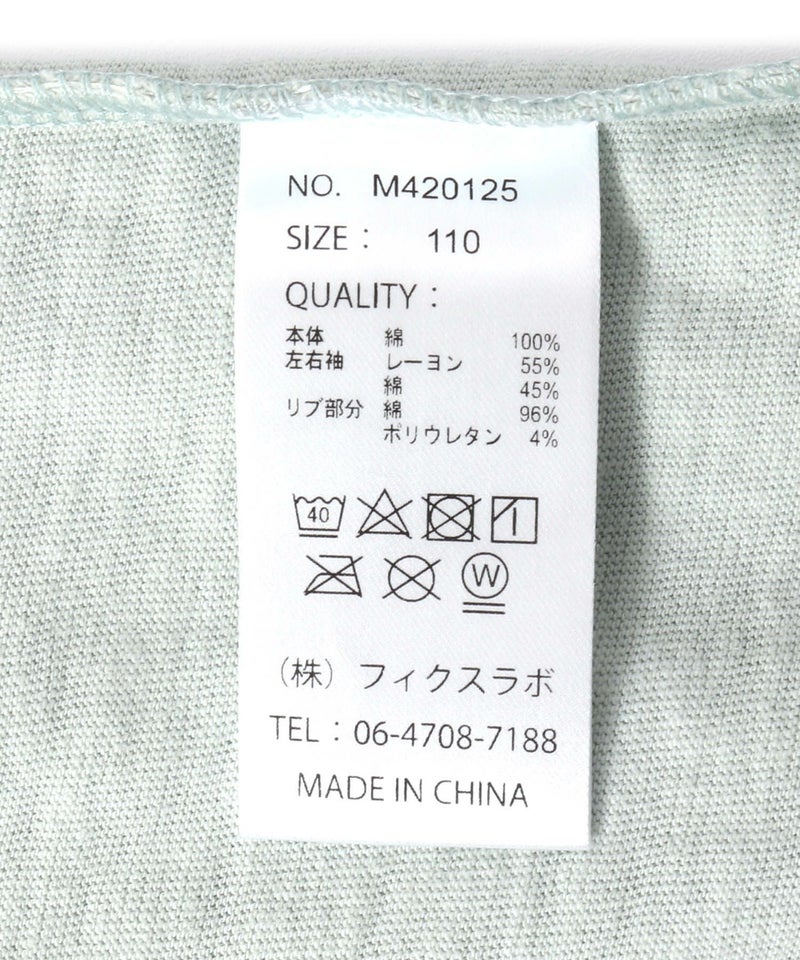 NO. M420125
SIZE： 110
QUALITY：
本体 綿 100%
左右袖 レーヨン 55%
綿 45%
リブ部分 綿 96%
ポリウレタン 4%
40
W
（株）フィクスラボ
TEL：06-4708-7188
MADE IN CHINA